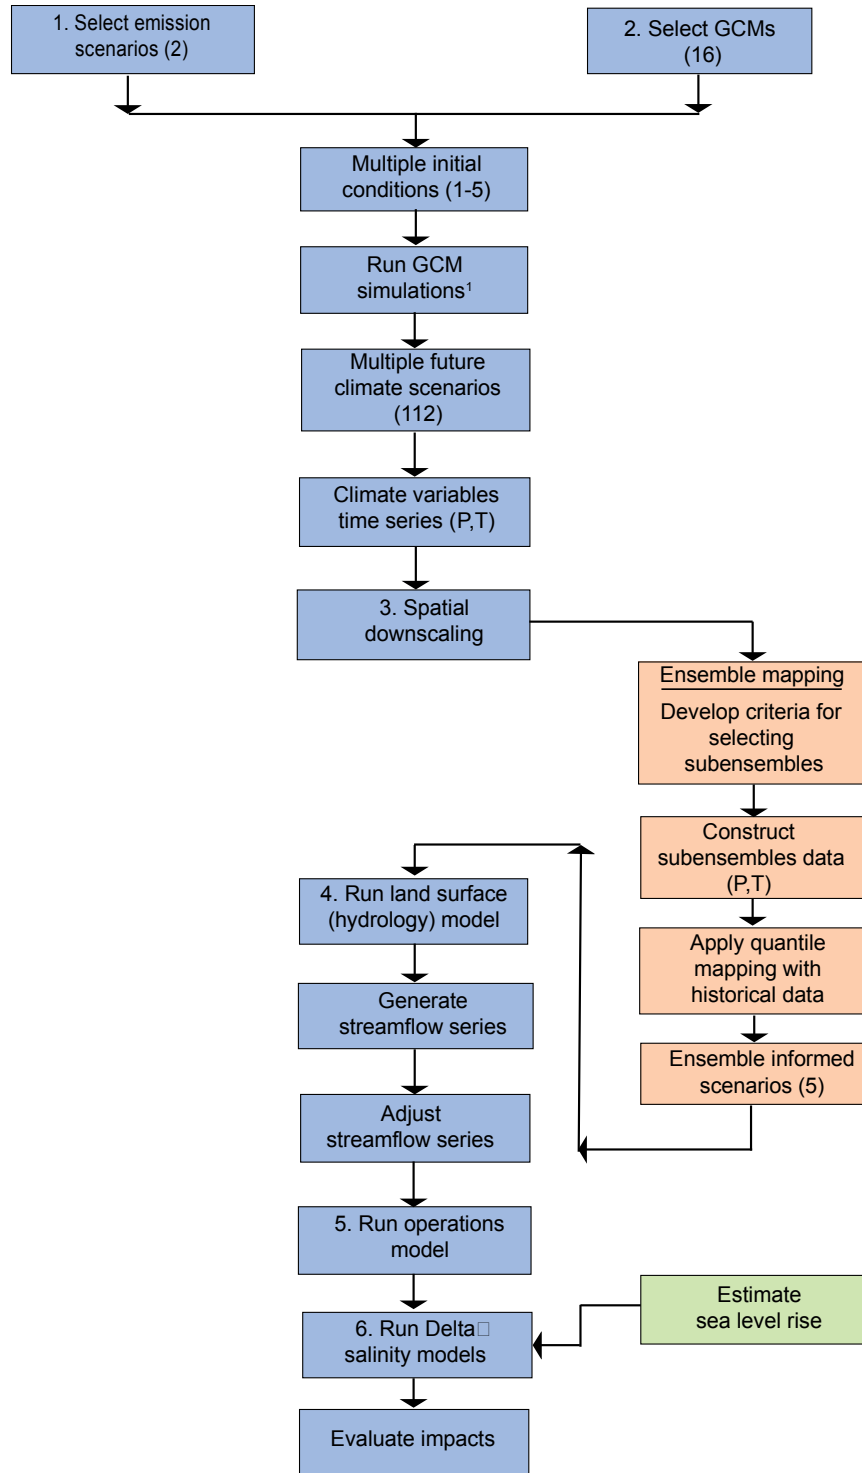 1. Select emission
scenarios (2)
2. Select GCMs
(16)
Multiple initial
conditions (1-5)
Run GCM
simulations¹
Multiple future
climate scenarios
(112)
Climate variables
time series (P,T)
3. Spatial
downscaling
Ensemble mapping
Develop criteria for
selecting
subensembles
Construct
subensembles data
(P,T)
Apply quantile
mapping with
historical data
Ensemble informed
scenarios (5)
4. Run land surface
(hydrology) model
Generate
streamflow series
Adjust
streamflow series
5. Run operations
model
Estimate
sea level rise
6. Run Delta□
salinity models
Evaluate impacts